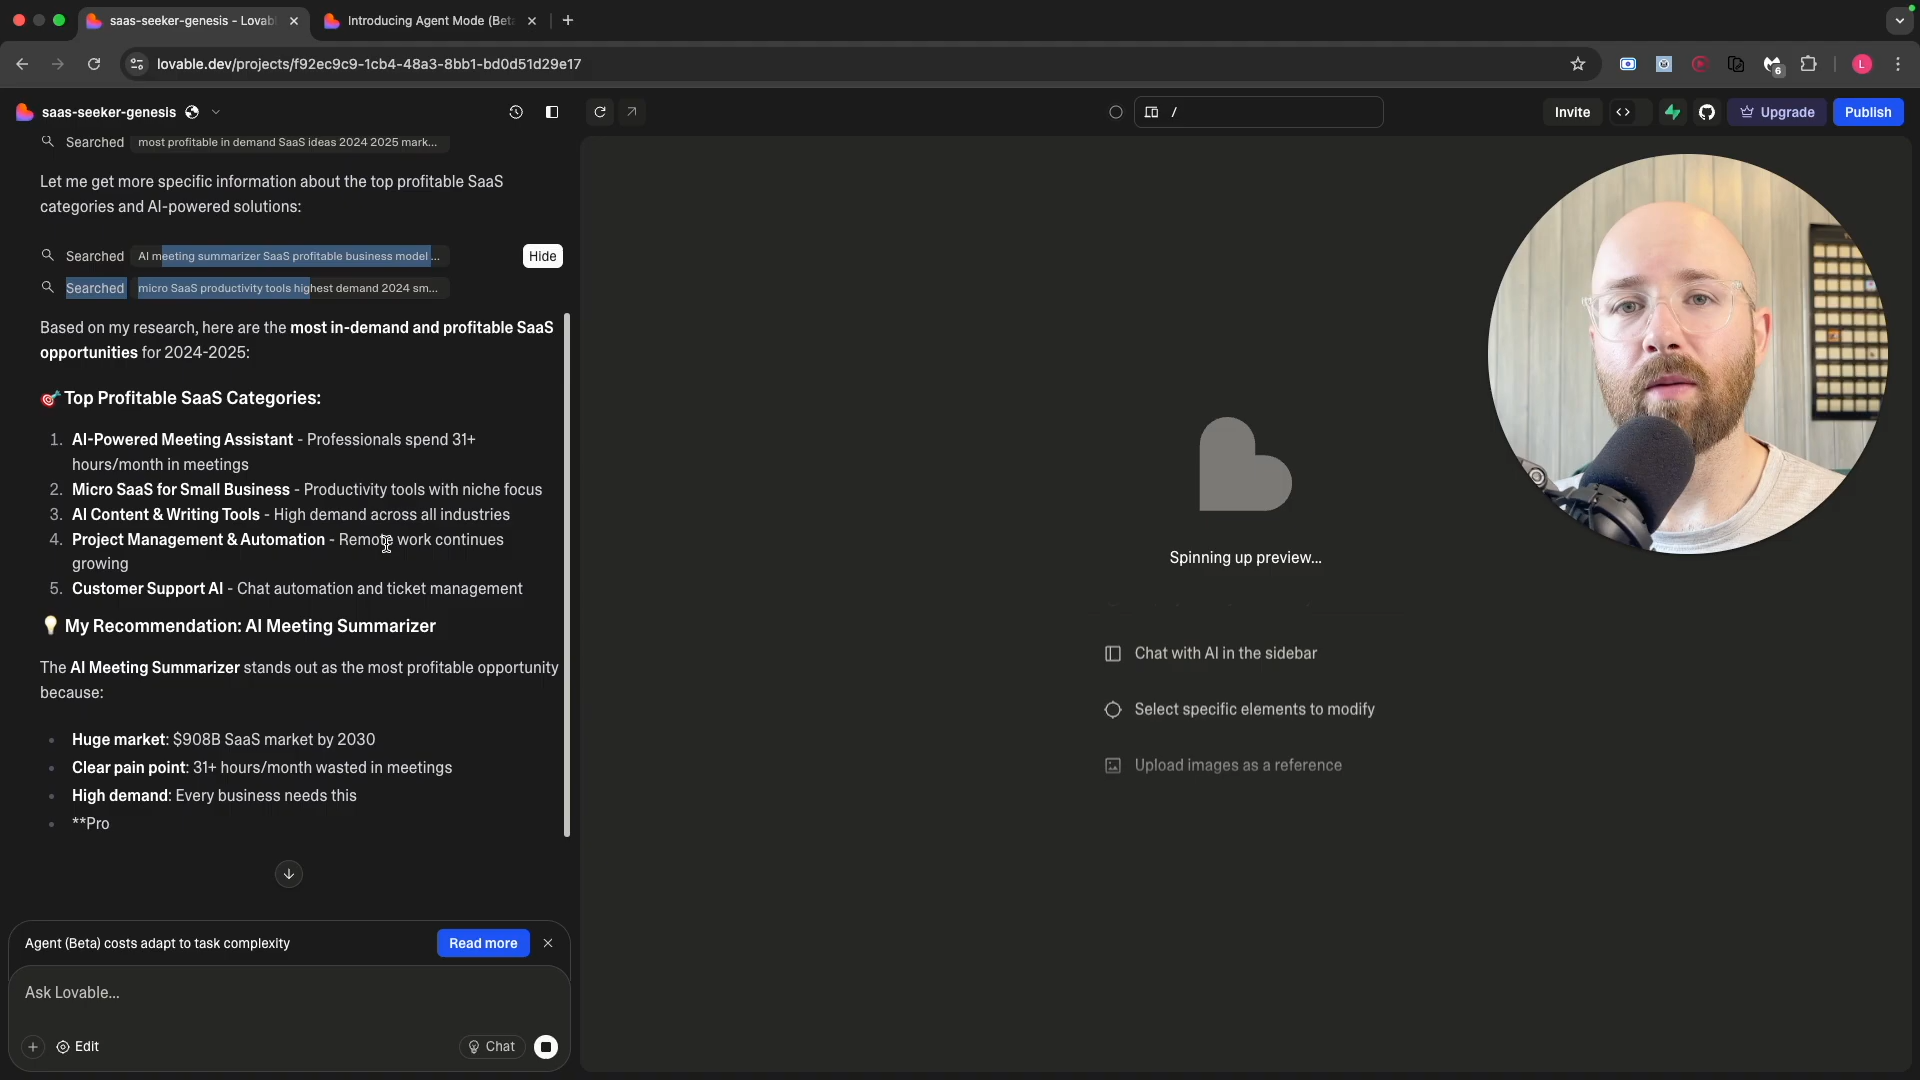 saas-seeker-genesis - Lovab
Introducing Agent Mode (Beta
lovable.dev/projects/f92ec9c9-1cb4-48a3-8bb1-bd0d51d29e17
6
L
saas-seeker-genesis
/
Invite
Upgrade
Publish
Searched most profitable in demand SaaS ideas 2024 2025 mark...
Let me get more specific information about the top profitable SaaS
categories and AI-powered solutions:
Searched AI meeting summarizer SaaS profitable business model ...
Hide
Searched micro SaaS productivity tools highest demand 2024 sm...
Based on my research, here are the most in-demand and profitable SaaS
opportunities for 2024-2025:
🎯 Top Profitable SaaS Categories:
1. AI-Powered Meeting Assistant - Professionals spend 31+
hours/month in meetings
2. Micro SaaS for Small Business - Productivity tools with niche focus
3. AI Content & Writing Tools - High demand across all industries
4. Project Management & Automation - Remote work continues
growing
5. Customer Support AI - Chat automation and ticket management
💡 My Recommendation: AI Meeting Summarizer
The AI Meeting Summarizer stands out as the most profitable opportunity
because:
• Huge market: $908B SaaS market by 2030
• Clear pain point: 31+ hours/month wasted in meetings
• High demand: Every business needs this
• **Pro
Agent (Beta) costs adapt to task complexity
Read more
Ask Lovable...
Edit
Chat
Spinning up preview...
Chat with AI in the sidebar
Select specific elements to modify
Upload images as a reference